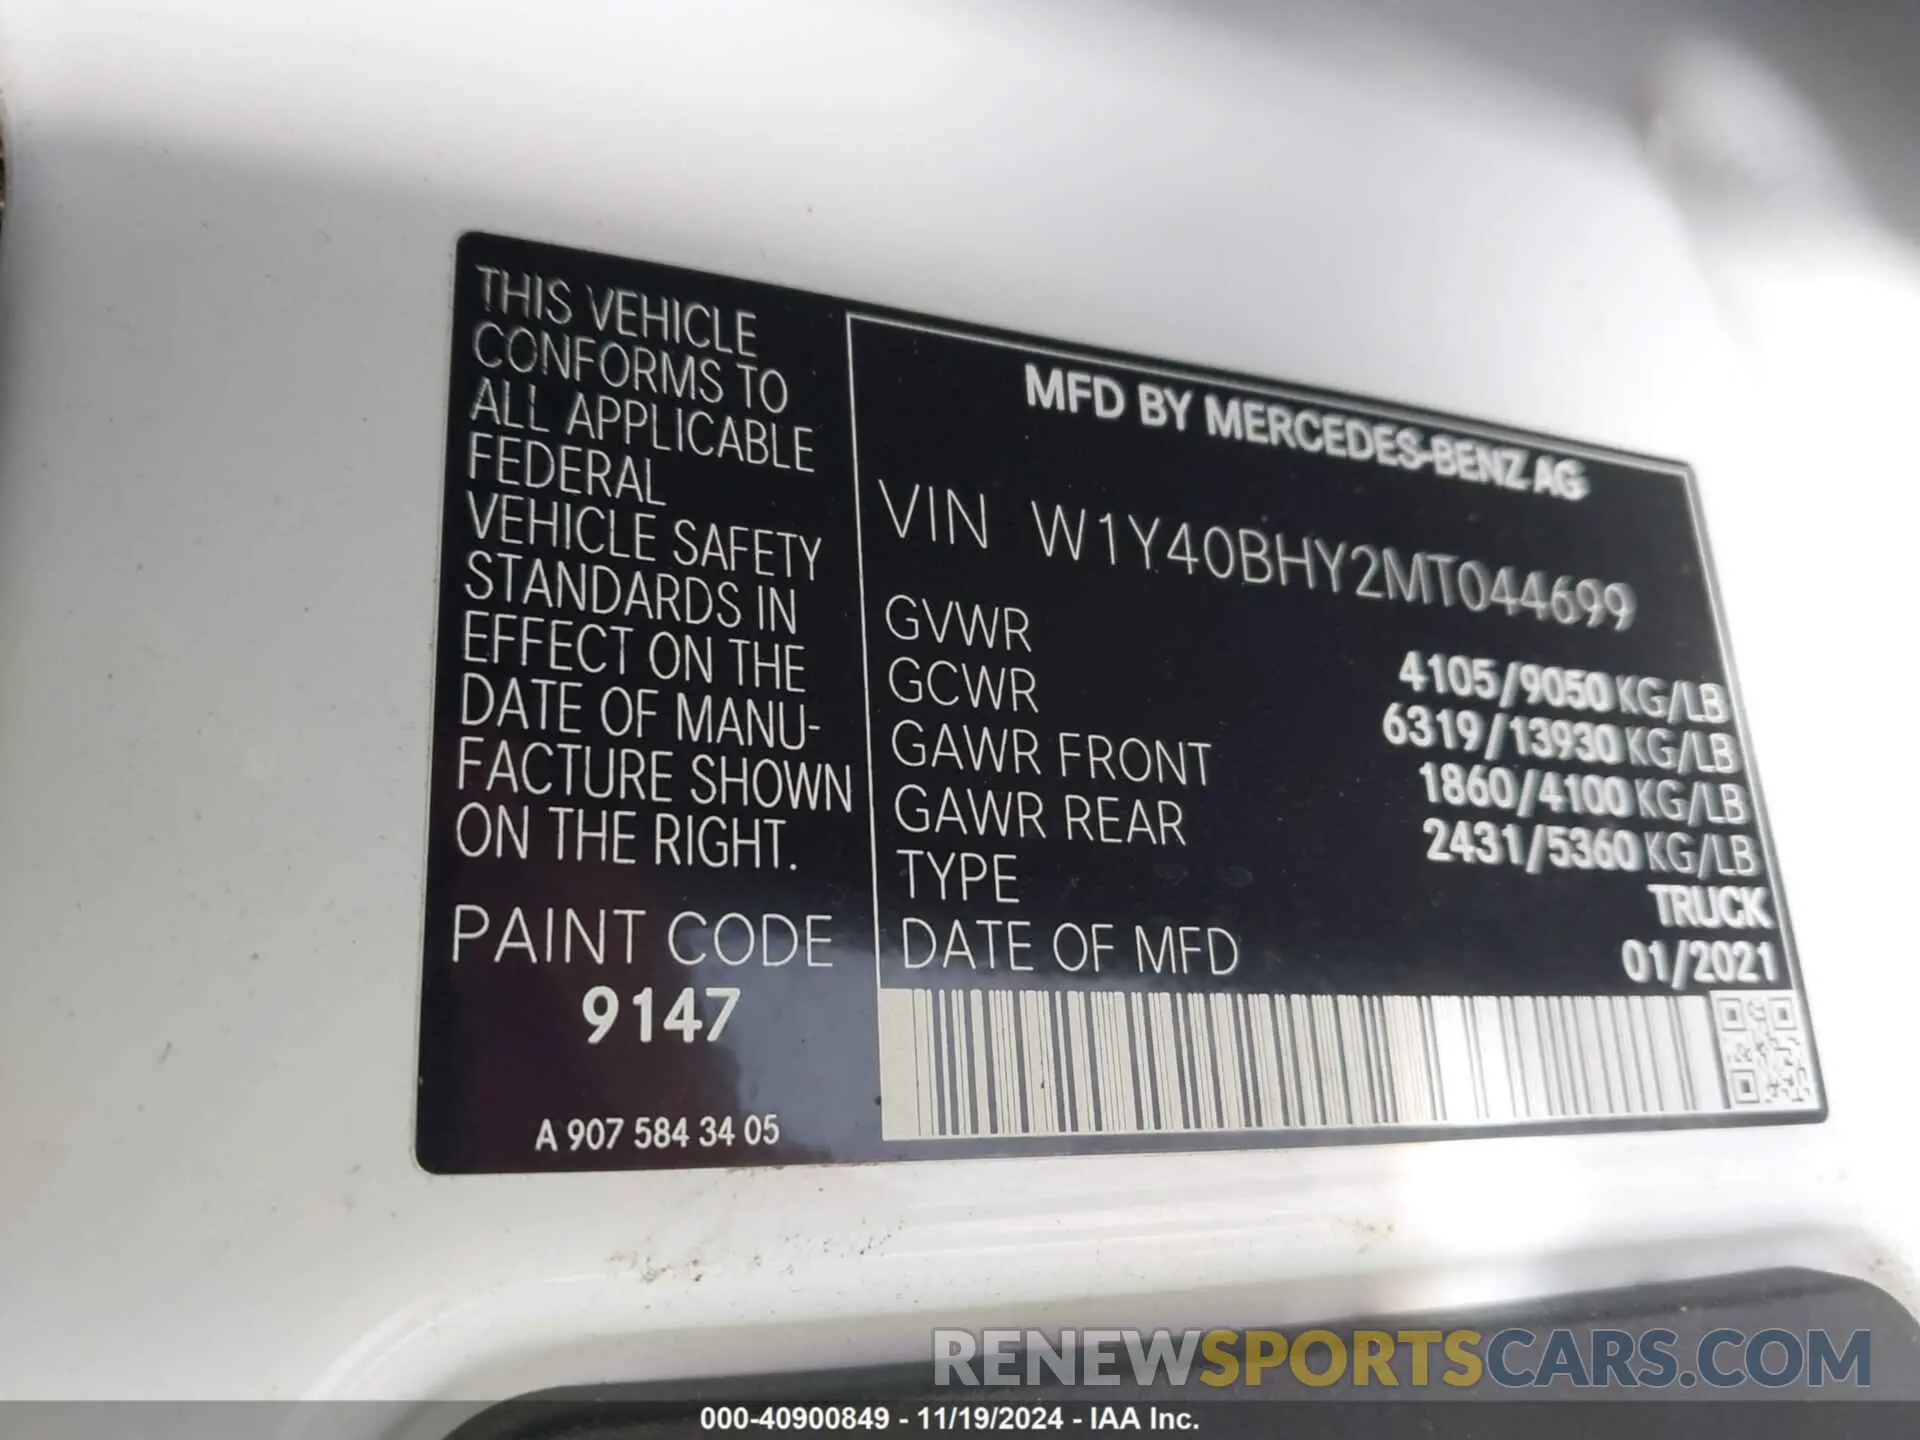 THIS VEHICLE
CONFORMS TO
ALL APPLICABLE
FEDERAL
VEHICLE SAFETY
STANDARDS IN
EFFECT ON THE
DATE OF MANU-
FACTURE SHOWN
ON THE RIGHT.
PAINT CODE
9147
A 907 584 34 05
MFD BY MERCEDES-BENZ AG
VIN W1Y40BHY2MT044699
GVWR 4105/9050 KG/LB
GCWR 6319/13930 KG/LB
GAWR FRONT 1860/4100 KG/LB
GAWR REAR 2431/5360 KG/LB
TYPE TRUCK
DATE OF MFD 01/2021
RENEWSPORTSCARS.COM
000-40900849 - 11/19/2024 - IAA Inc.